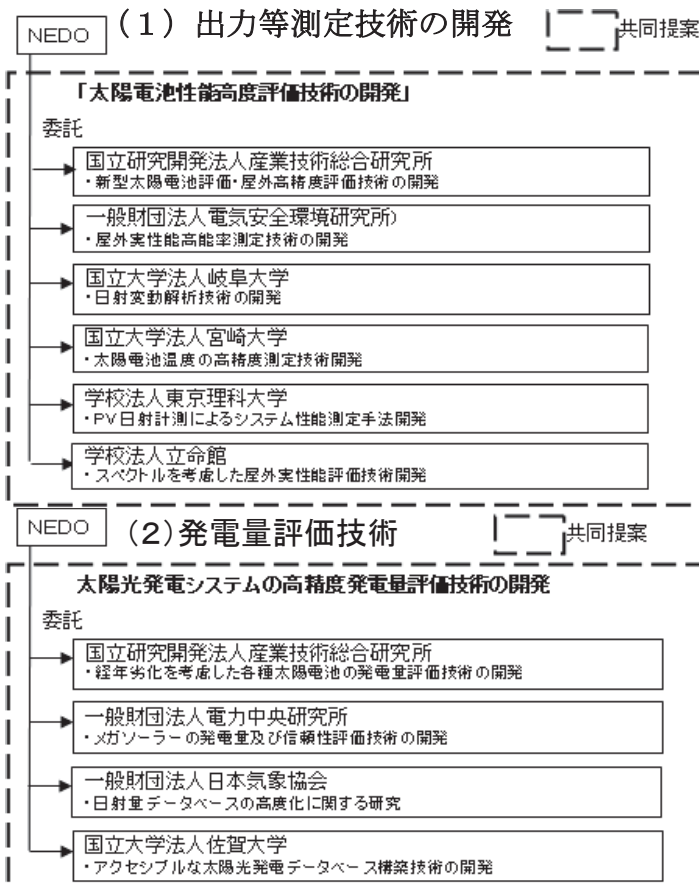 NEDO
(1)出力等測定技術の開発
共同提案
「太陽電池性能高度評価技術の開発」
委託
国立研究開発法人産業技術総合研究所
・新型太陽電池評価・屋外高精度評価技術の開発
一般財団法人電気安全環境研究所)
・屋外実性能高能率測定技術の開発
国立大学法人岐阜大学
・日射変動解析技術の開発
国立大学法人宮崎大学
・太陽電池温度の高精度測定技術開発
学校法人東京理科大学
・PV日射計測によるシステム性能測定手法開発
学校法人立命館
・スペクトルを考慮した屋外実性能評価技術開発
NEDO
(2)発電量評価技術
共同提案
太陽光発電システムの高精度発電量評価技術の開発
委託
国立研究開発法人産業技術総合研究所
・経年劣化を考慮した各種太陽電池の発電量評価技術の開発
一般財団法人電力中央研究所
・メガソーラーの発電量及び信頼性評価技術の開発
一般財団法人日本気象協会
・日射量データベースの高度化に関する研究
国立大学法人佐賀大学
・アクセシブルな太陽光発電データベース構築技術の開発